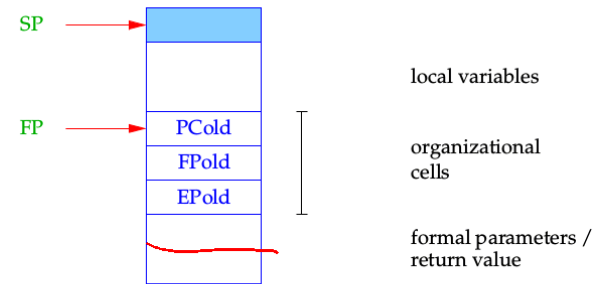 SP
local variables
FP
PCold
FPold
EPold
organizational
cells
formal parameters /
return value